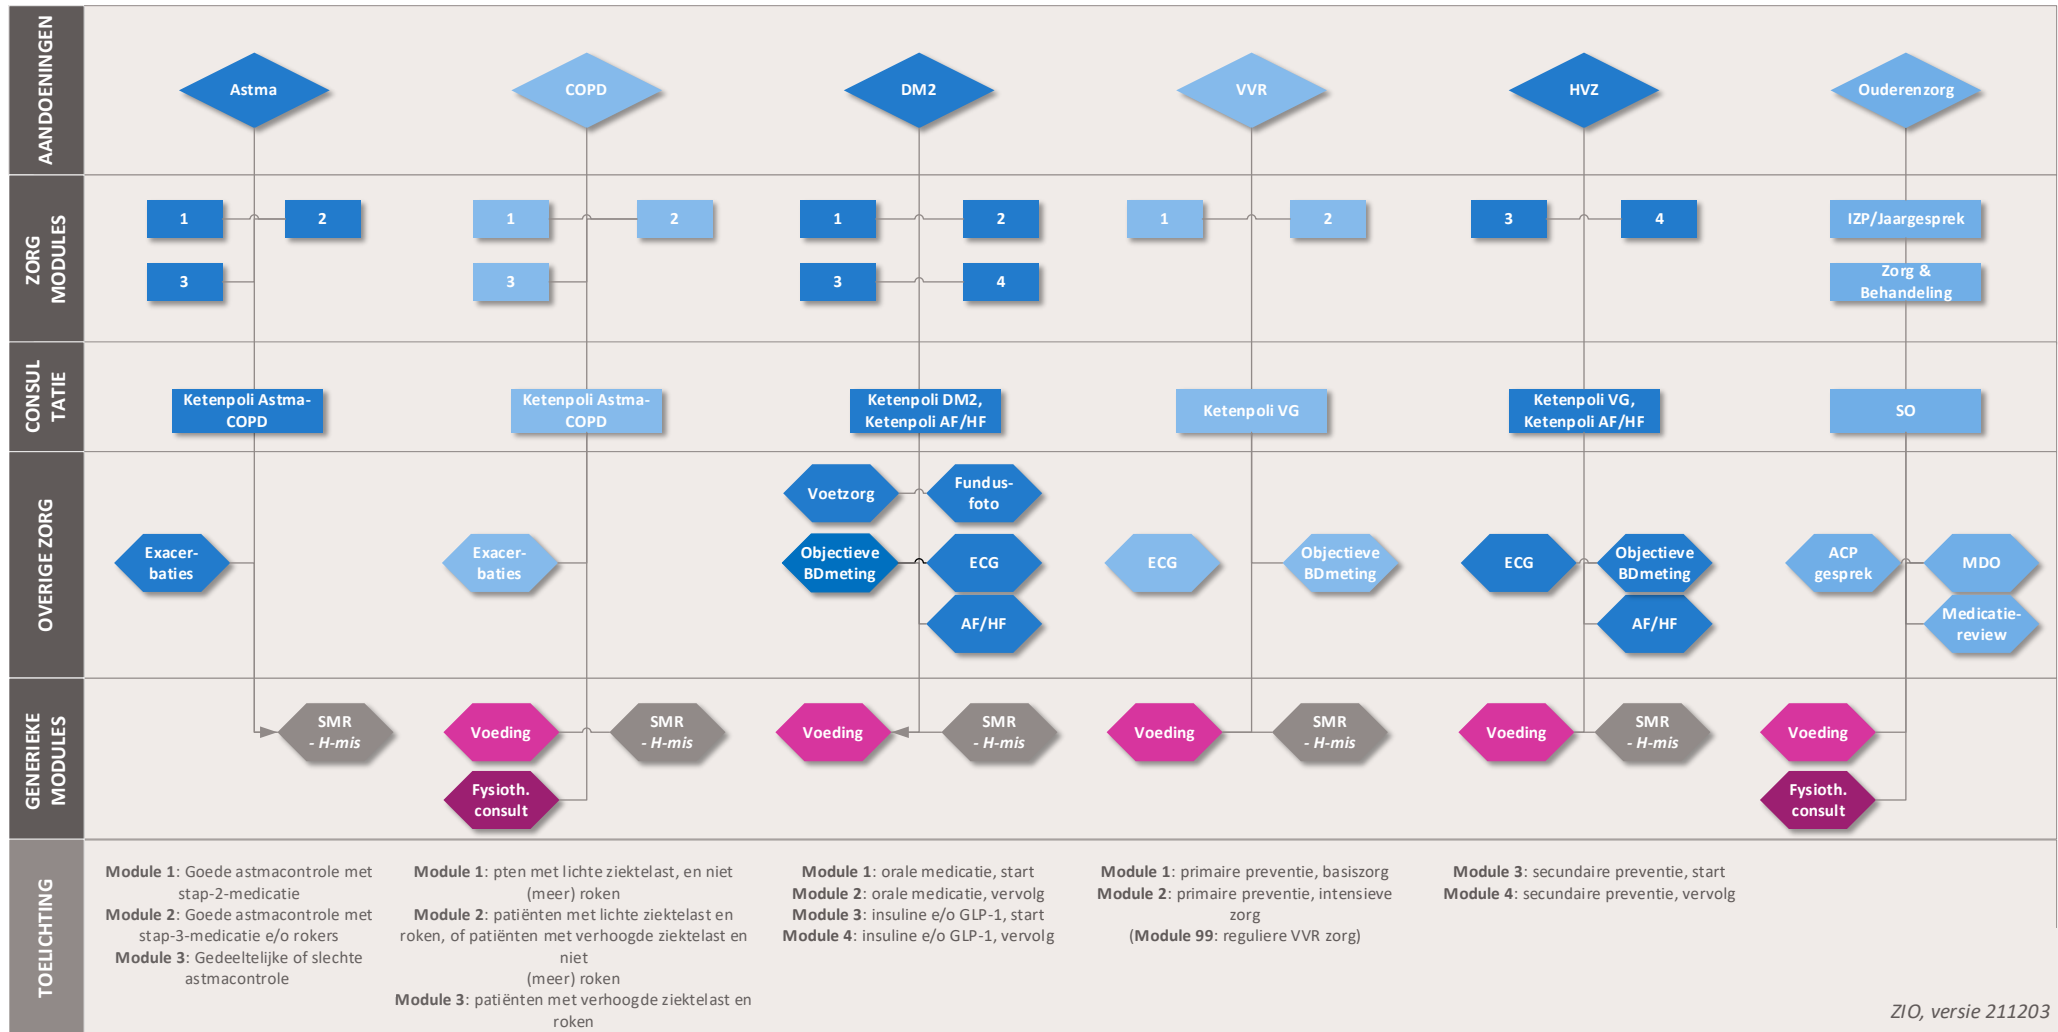 AANDOENINGEN
Astma
COPD
DM2
VVR
HVZ
Ouderenzorg
ZORG
MODULES
1
2
3
1
2
3
1
2
3
4
1
2
3
4
IZP/Jaargesprek
Zorg &
Behandeling
CONSUL
TATIE
Ketenpoli Astma-
COPD
Ketenpoli Astma-
COPD
Ketenpoli DM2,
Ketenpoli AF/HF
Ketenpoli VG
Ketenpoli VG,
Ketenpoli AF/HF
SO
OVERIGE ZORG
Exacer-
baties
Exacer-
baties
Voetzorg
Fundus-
foto
Objectieve
BDmeting
ECG
AF/HF
ECG
Objectieve
BDmeting
ECG
Objectieve
BDmeting
AF/HF
ACP
gesprek
MDO
Medicatie-
review
GENERIEKE
MODULES
SMR
- H-mis
Voeding
SMR
- H-mis
Fysioth.
consult
Voeding
SMR
- H-mis
Voeding
SMR
- H-mis
Voeding
SMR
- H-mis
Voeding
Fysioth.
consult
TOELICHTING
Module 1: Goede astmacontrole met
stap-2-medicatie
Module 2: Goede astmacontrole met
stap-3-medicatie e/o rokers
Module 3: Gedeeltelijke of slechte
astmacontrole
Module 1: pten met lichte ziektelast, en niet
(meer) roken
Module 2: patiënten met lichte ziektelast en
roken, of patiënten met verhoogde ziektelast en
niet
(meer) roken
Module 3: patiënten met verhoogde ziektelast en
roken
Module 1: orale medicatie, start
Module 2: orale medicatie, vervolg
Module 3: insuline e/o GLP-1, start
Module 4: insuline e/o GLP-1, vervolg
Module 1: primaire preventie, basiszorg
Module 2: primaire preventie, intensieve
zorg
(Module 99: reguliere VVR zorg)
Module 3: secundaire preventie, start
Module 4: secundaire preventie, vervolg
ZIO, versie 211203